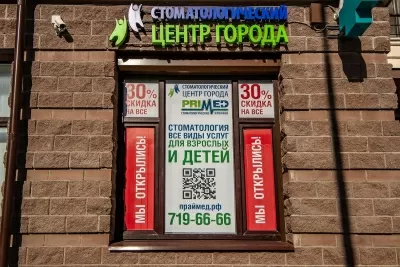 СТОМАТОЛОГИЧЕСКИЙ
ЦЕНТР ГОРОДА
30%
СКИДКА
НА ВСЕ
СТОМАТОЛОГИЧЕСКИЙ
ЦЕНТР ГОРОДА
PRIMED
30%
СКИДКА
НА ВСЕ
МЫ ОТКРЫЛИСЬ!
СТОМАТОЛОГИЯ
ВСЕ ВИДЫ УСЛУГ
ДЛЯ ВЗРОСЛЫХ
И ДЕТЕЙ
праймед.рф
719-66-66
МЫ ОТКРЫЛИСЬ!